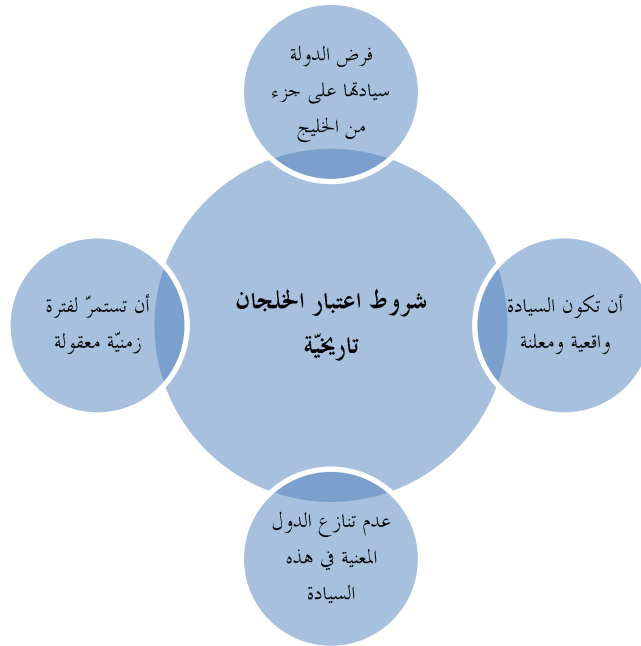 فرض الدولة
سيادتها على جزء
من الخليج
أن تكون السيادة
واقعية ومعلنة
شروط اعتبار الخلجان
تاريخيّة
أن تستمرّ لفترة
زمنيّة معقولة
عدم تنازع الدول
المعنية في هذه
السيادة